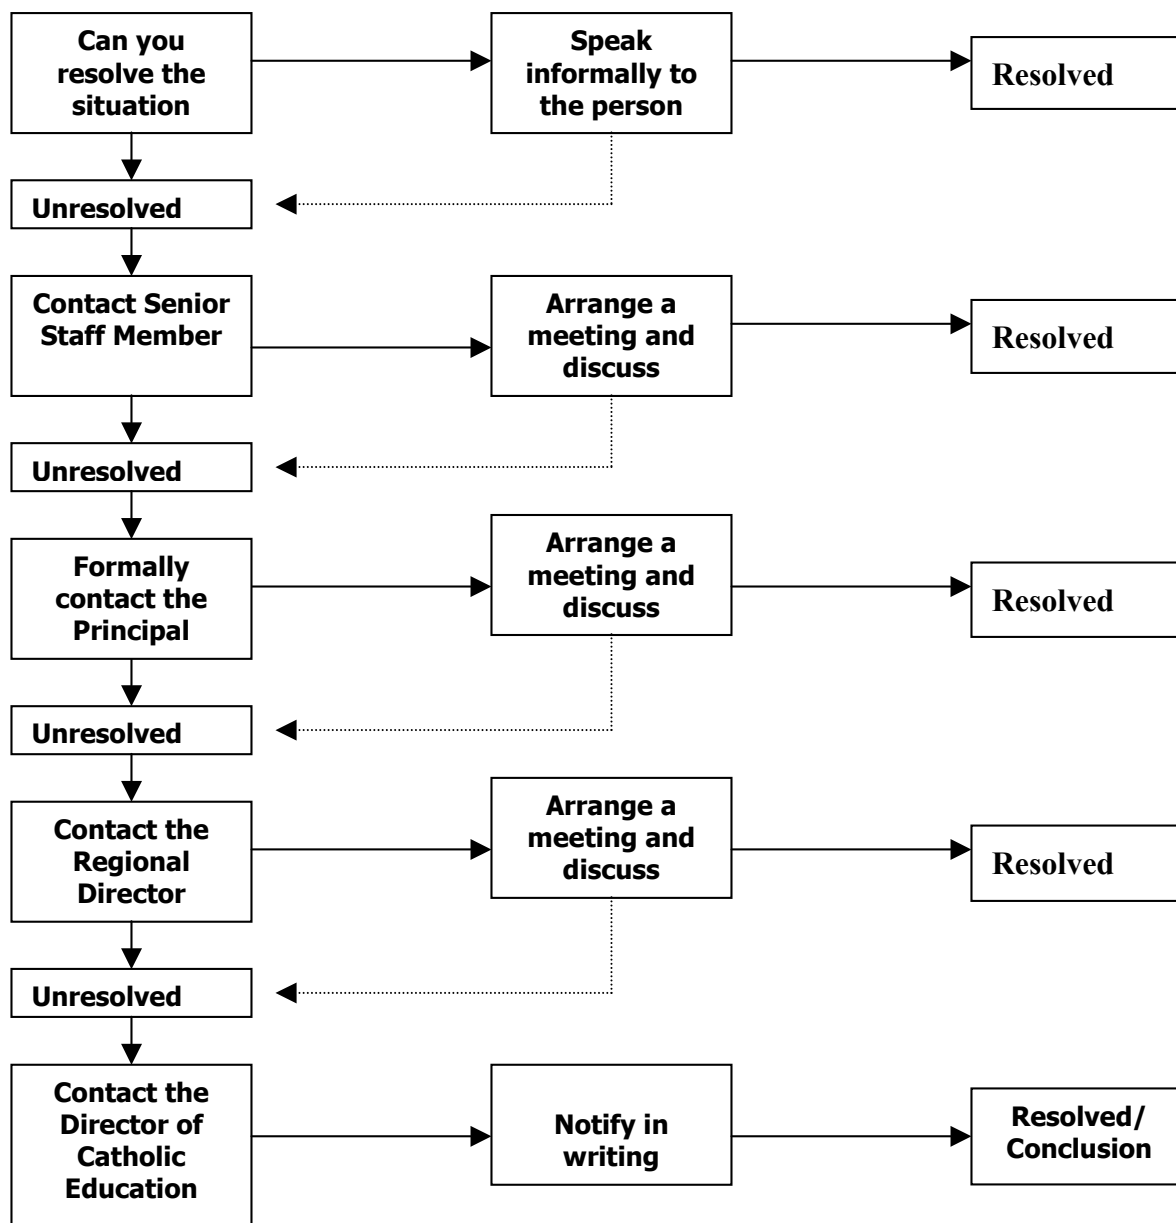 Can you
resolve the
situation
Speak
informally to
the person
Resolved
Unresolved
Contact Senior
Staff Member
Arrange a
meeting and
discuss
Resolved
Unresolved
Formally
contact the
Principal
Arrange a
meeting and
discuss
Resolved
Unresolved
Contact the
Regional
Director
Arrange a
meeting and
discuss
Resolved
Unresolved
Contact the
Director of
Catholic
Education
Notify in
writing
Resolved/
Conclusion